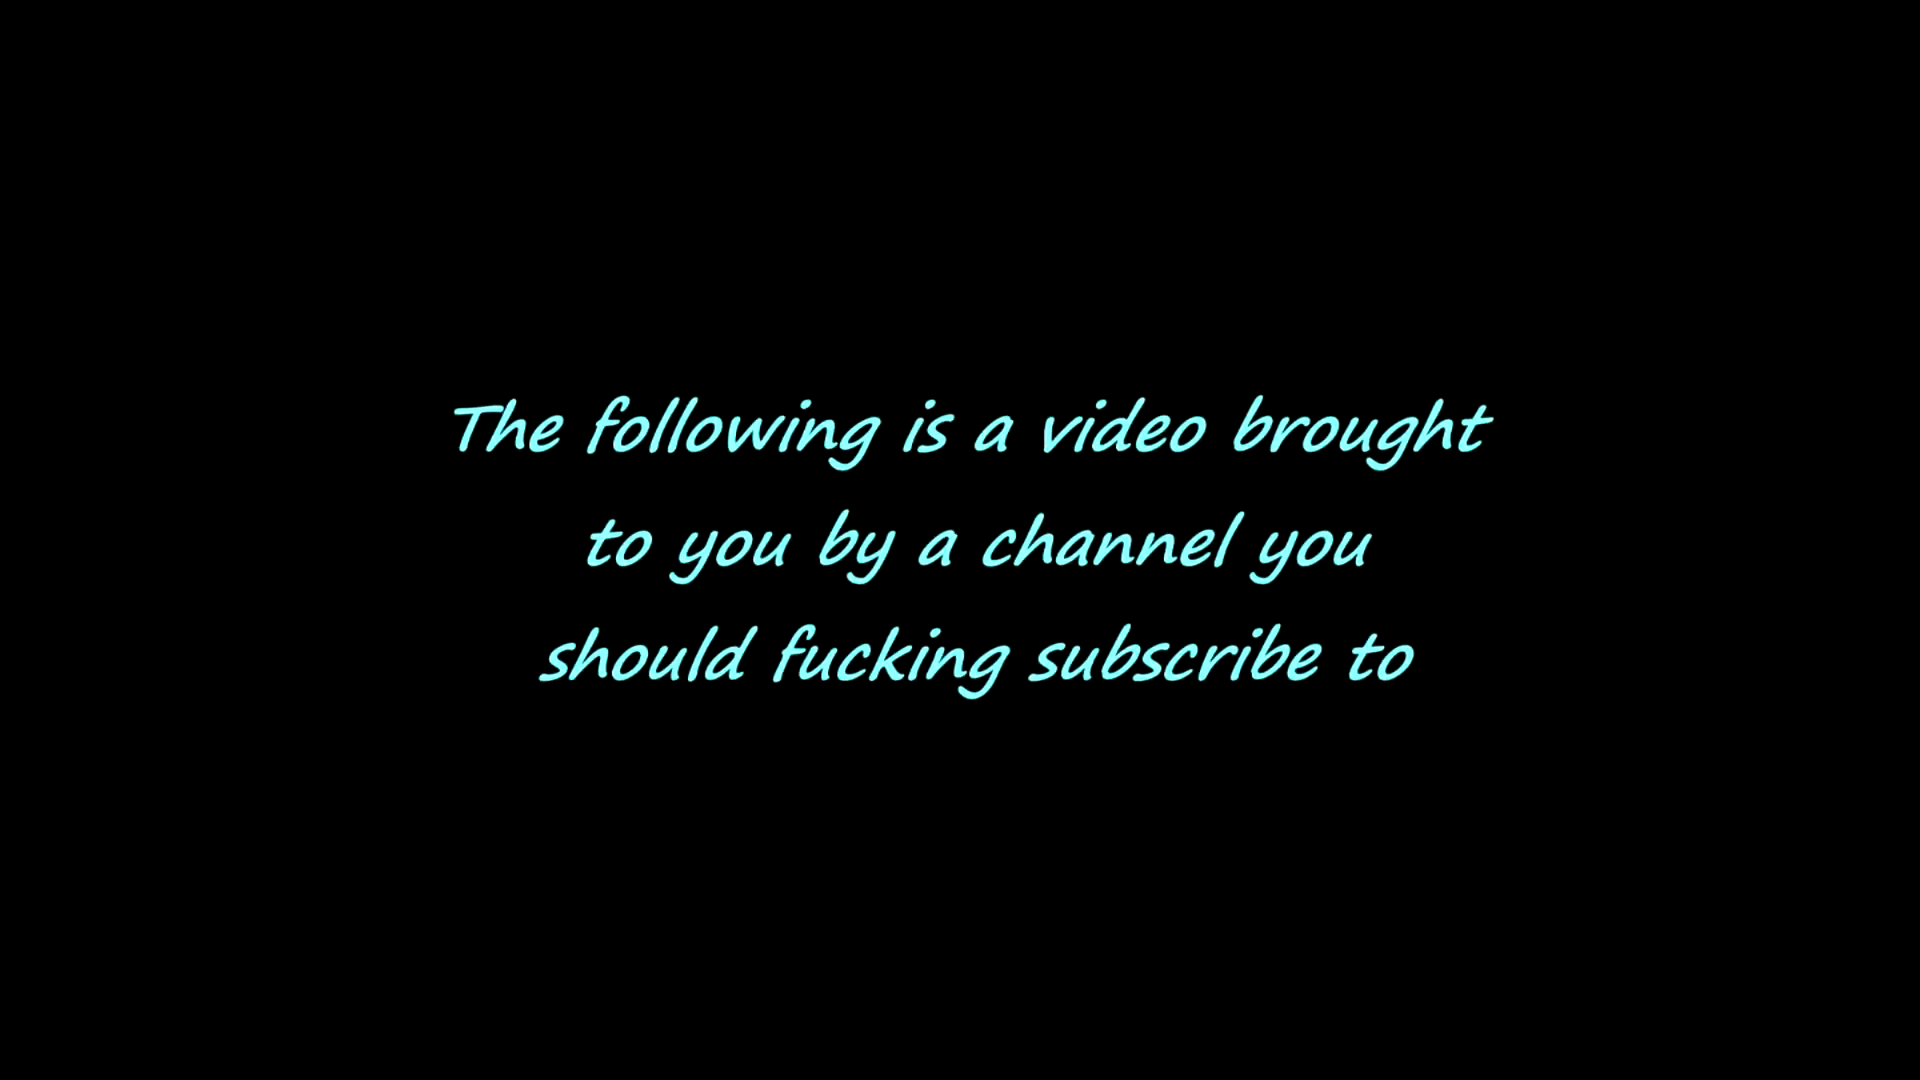 The following is a video brought
to you by a channel you
should fucking subscribe to